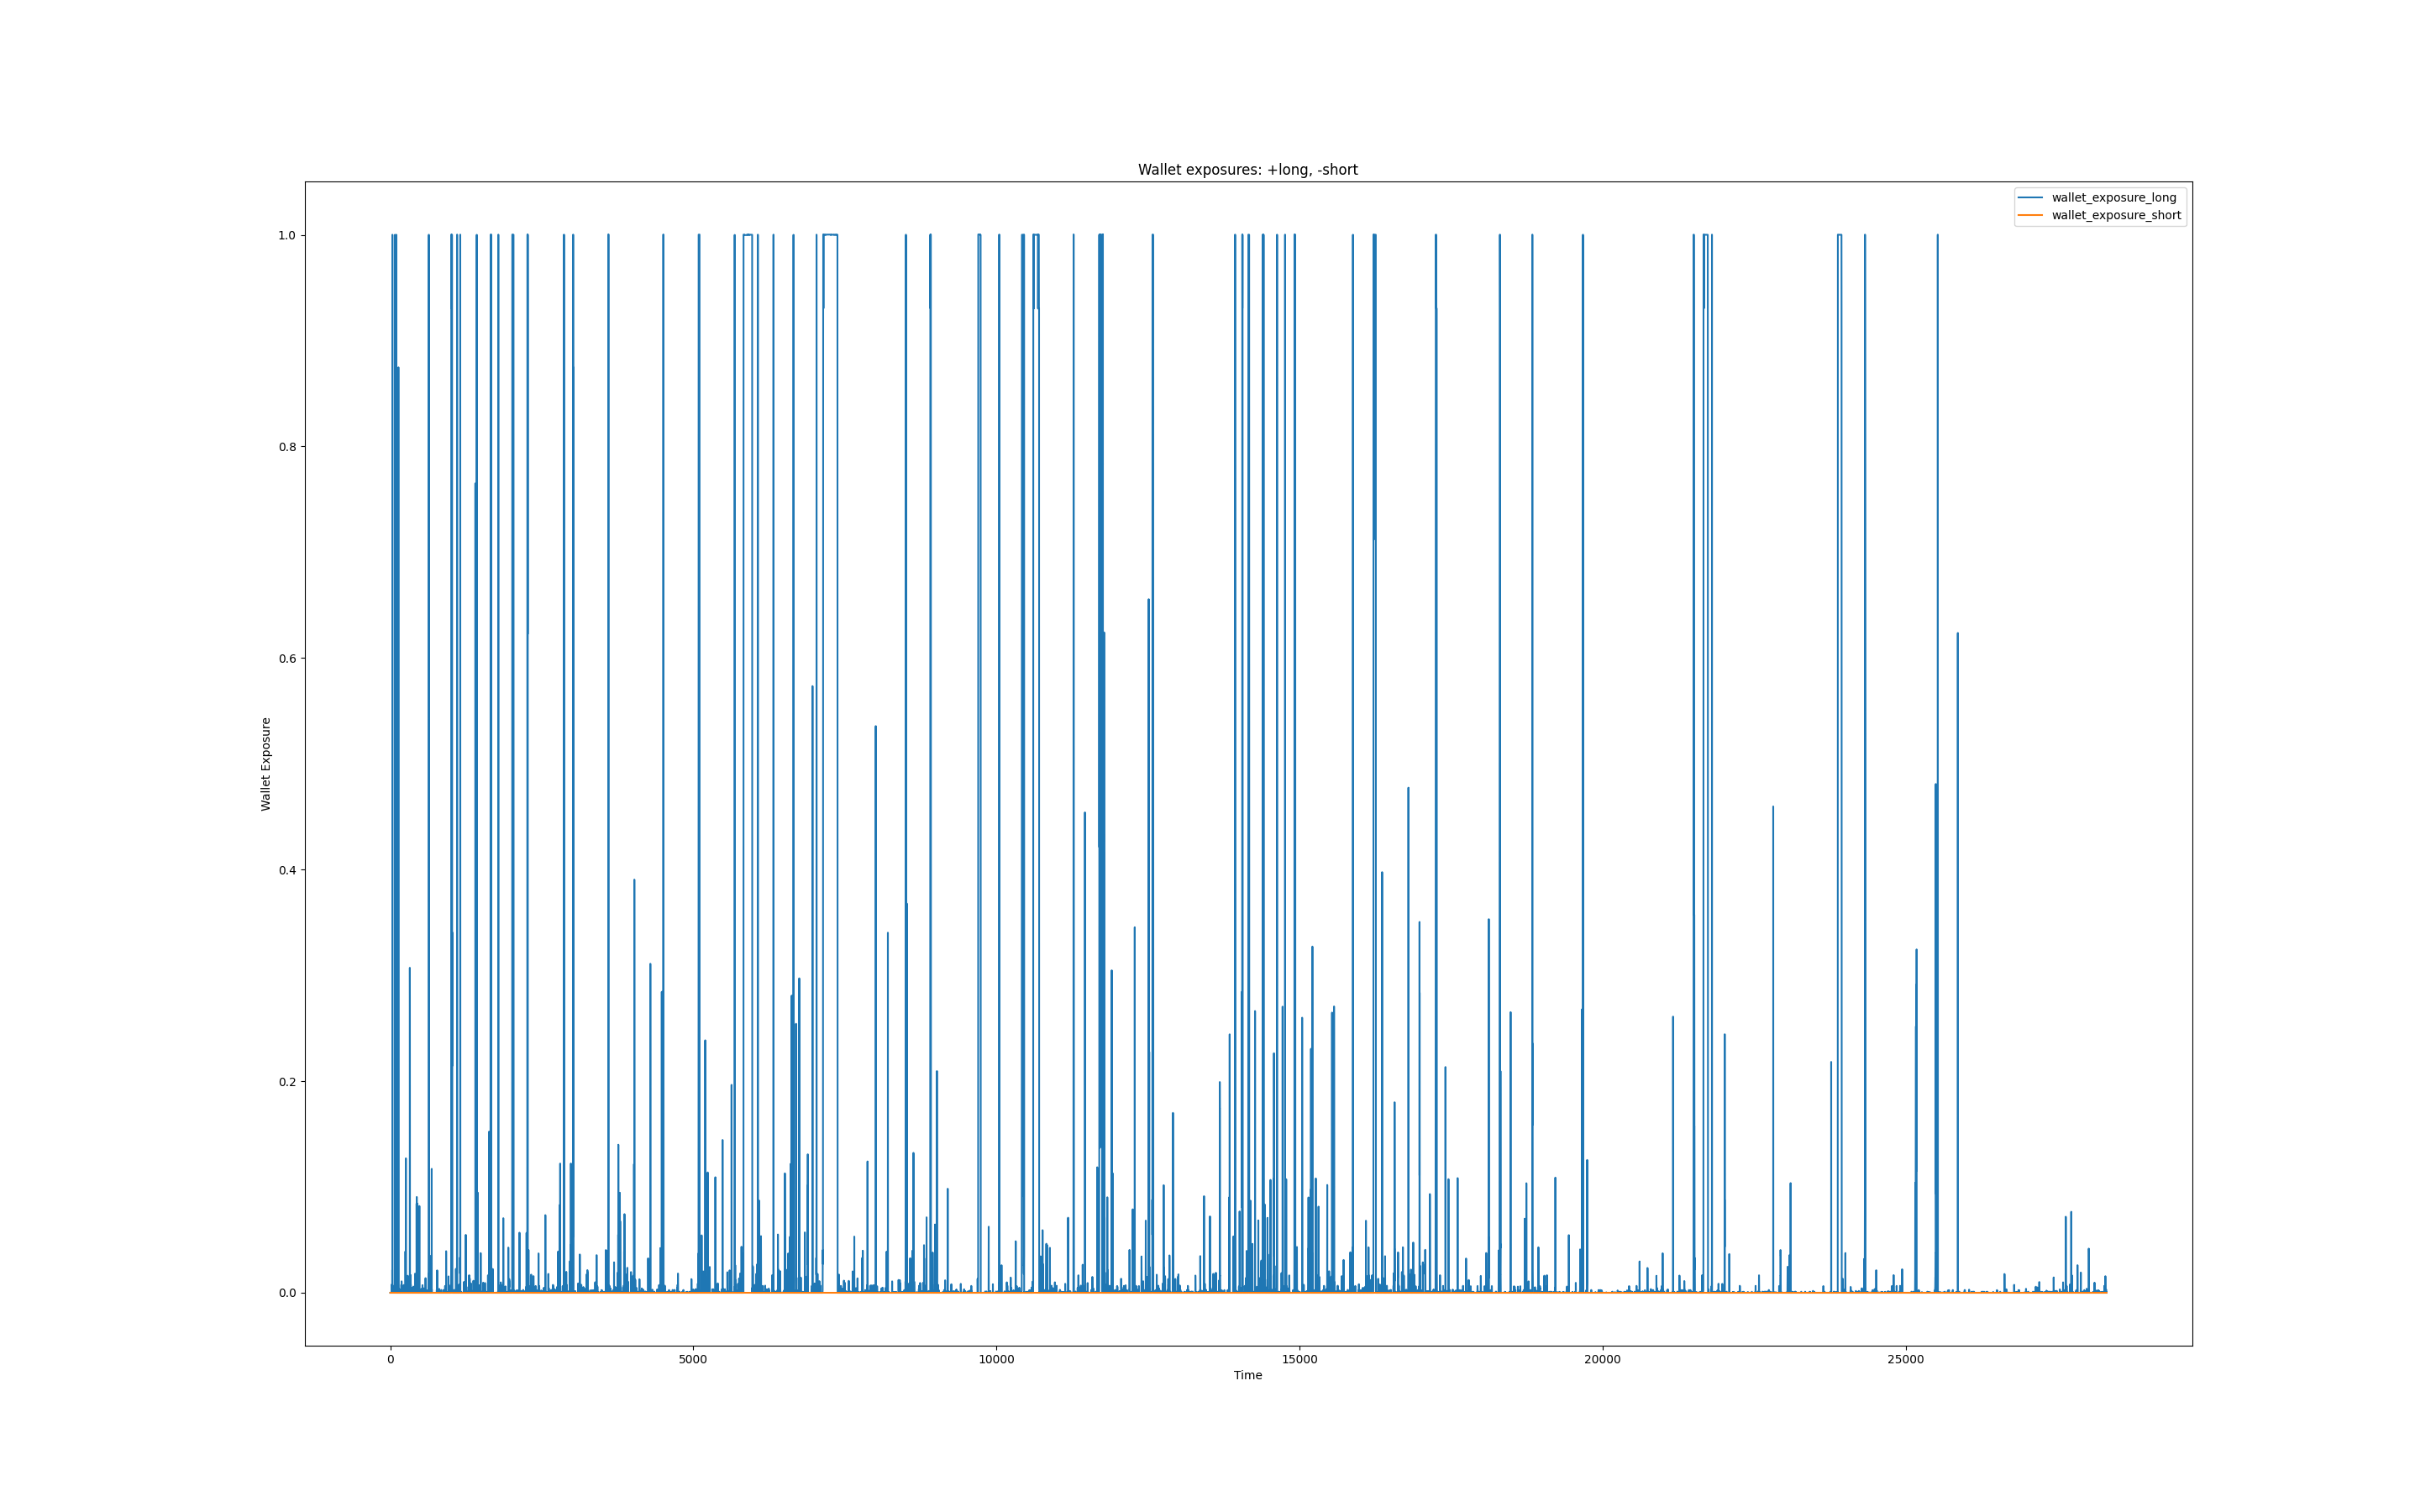 Wallet exposures: +long, -short
wallet_exposure_long
wallet_exposure_short
1.0
0.8
0.6
0.4
0.2
0.0
Wallet Exposure
0 5000 10000 15000 20000 25000
Time